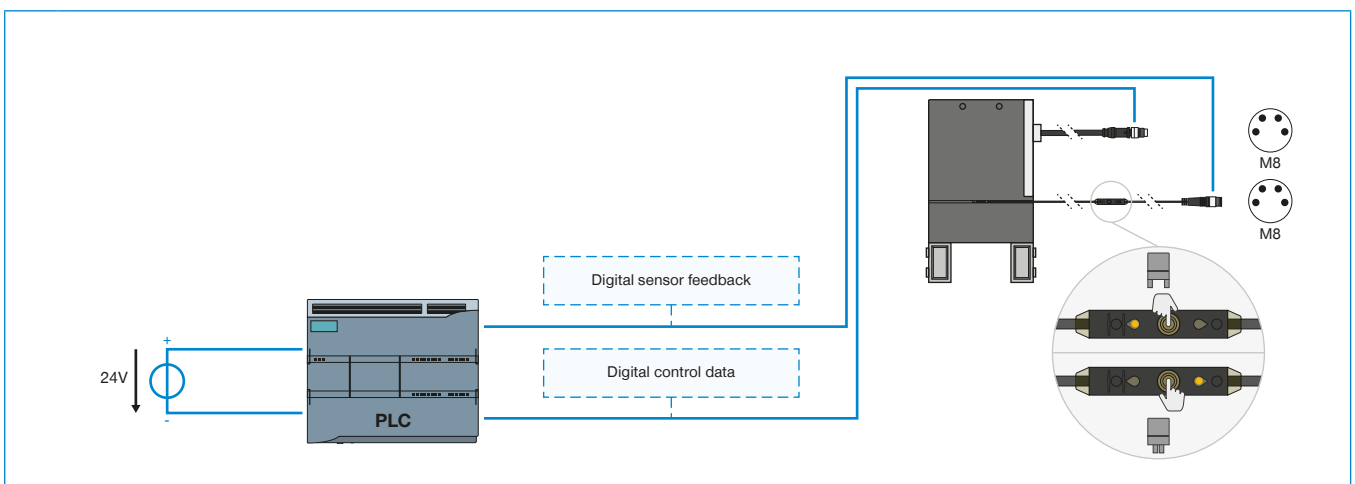 M8
M8
Digital sensor feedback
+
24V
Digital control data
-
PLC